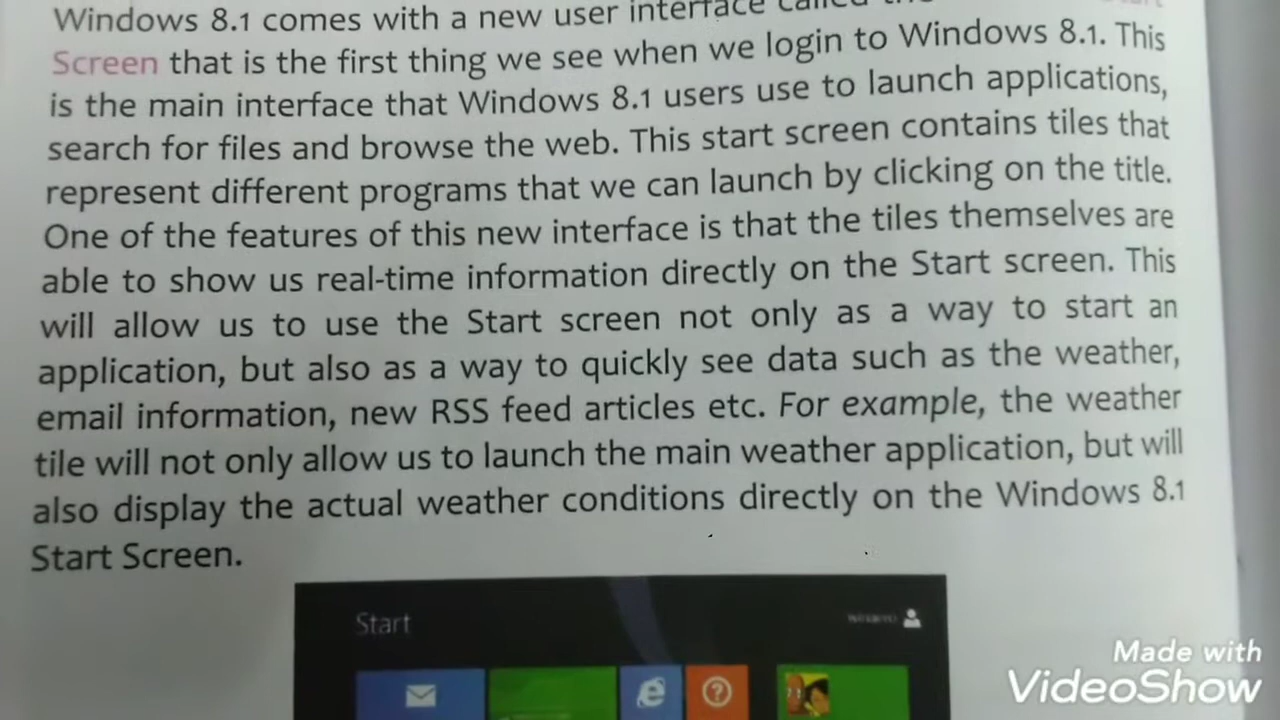 Windows 8.1 comes with a new user interface called the
Screen that is the first thing we see when we login to Windows 8.1. This
is the main interface that Windows 8.1 users use to launch applications,
search for files and browse the web. This start screen contains tiles that
represent different programs that we can launch by clicking on the title.
One of the features of this new interface is that the tiles themselves are
able to show us real-time information directly on the Start screen. This
will allow us to use the Start screen not only as a way to start an
application, but also as a way to quickly see data such as the weather,
email information, new RSS feed articles etc. For example, the weather
tile will not only allow us to launch the main weather application, but will
also display the actual weather conditions directly on the Windows 8.1
Start Screen.
Start
Made with
VideoShow